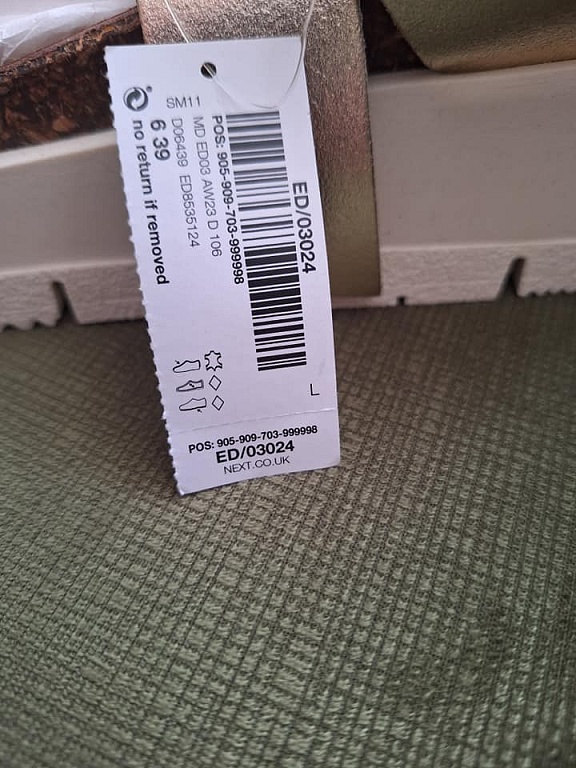 ED/03024
POS: 905-909-703-999998
SM11
MD ED03 AW23 D 106
D06439 ED8535124
6 39
no return if removed
L
POS: 905-909-703-999998
ED/03024
NEXT.CO.UK